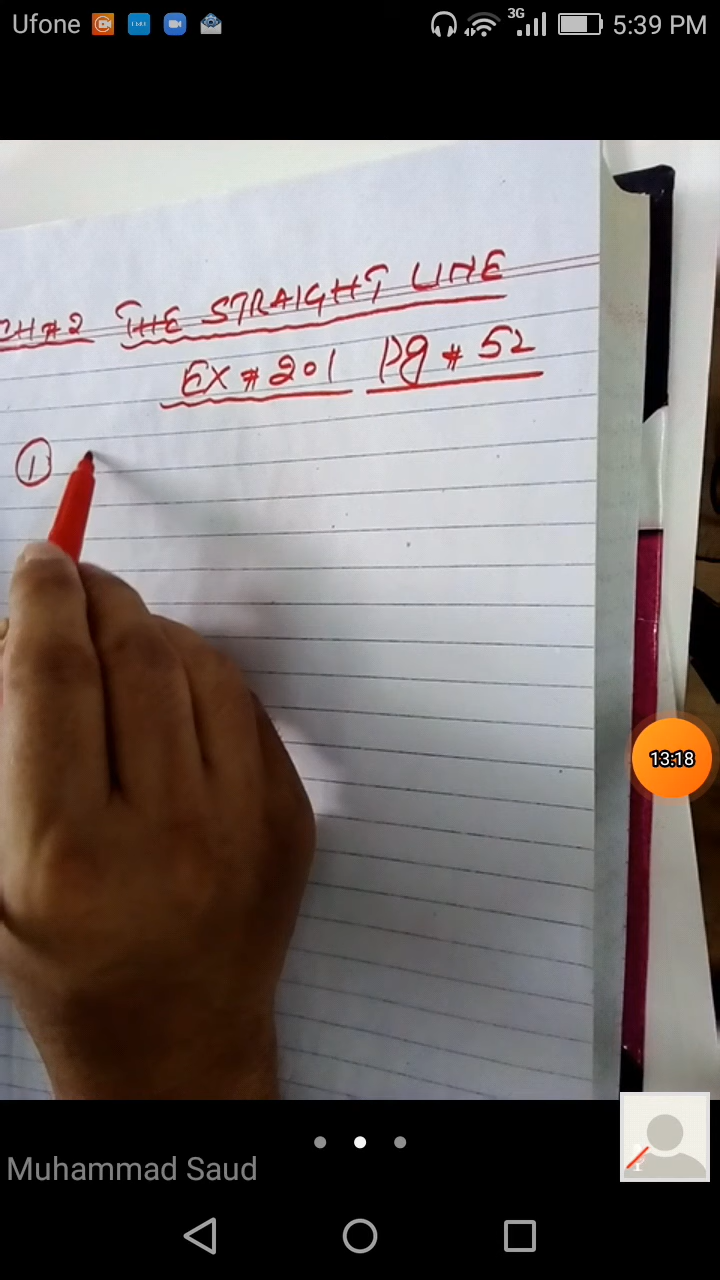 Ufone 3G 5:39 PM
CH#2 THE STRAIGHT LINE
EX # 2.1 Pg # 52
1
13:18
Muhammad Saud